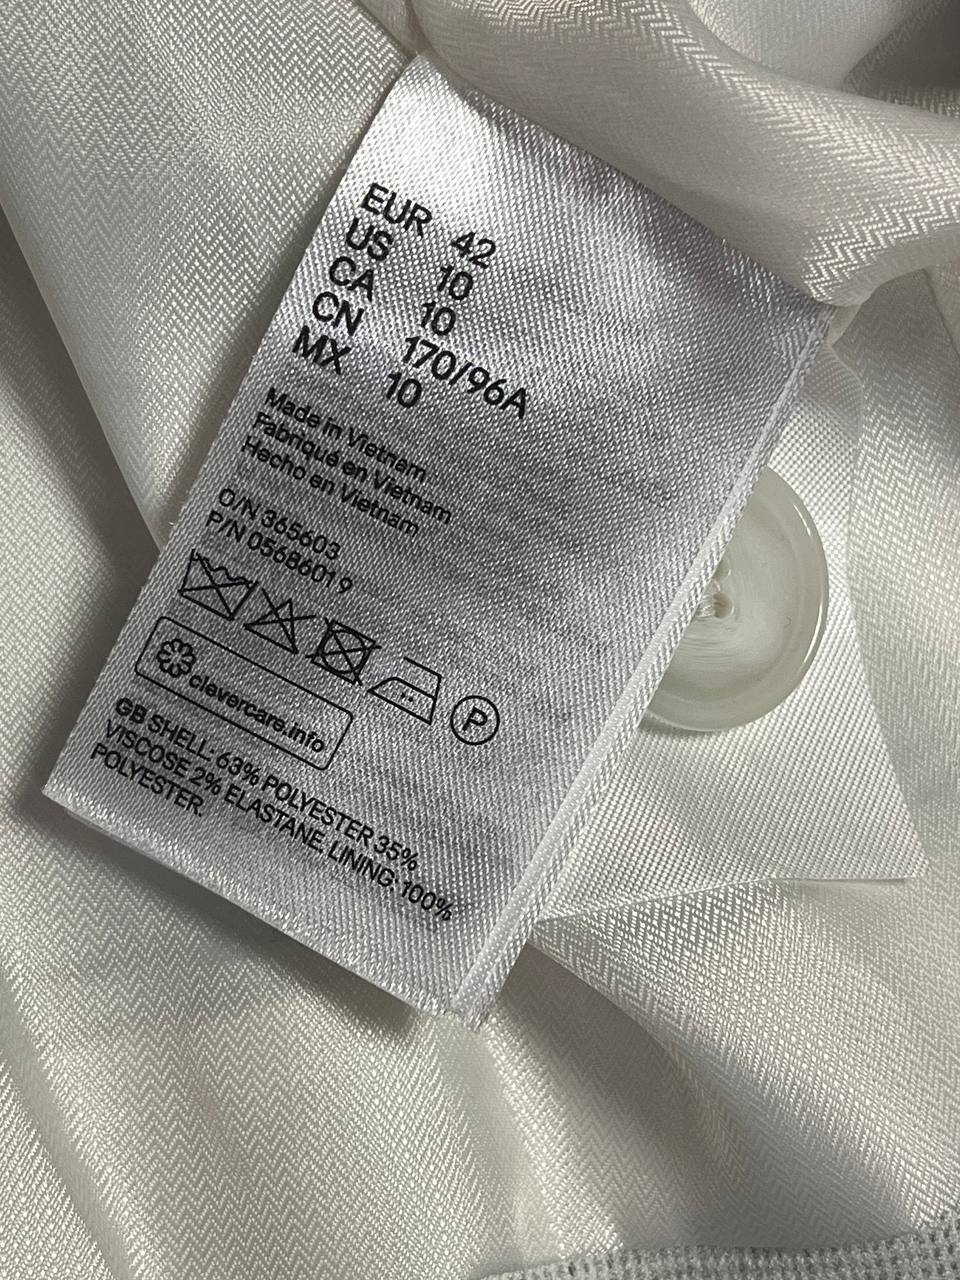 EUR 42
US 10
CA 10
CN 170/96A
MX 10
Made in Vietnam
Fabriqué en Vietnam
Hecho en Vietnam
O/N 365603
P/N 05686019
P
clevercare.info
GB SHELL: 63% POLYESTER 35%
VISCOSE 2% ELASTANE. LINING: 100%
POLYESTER.